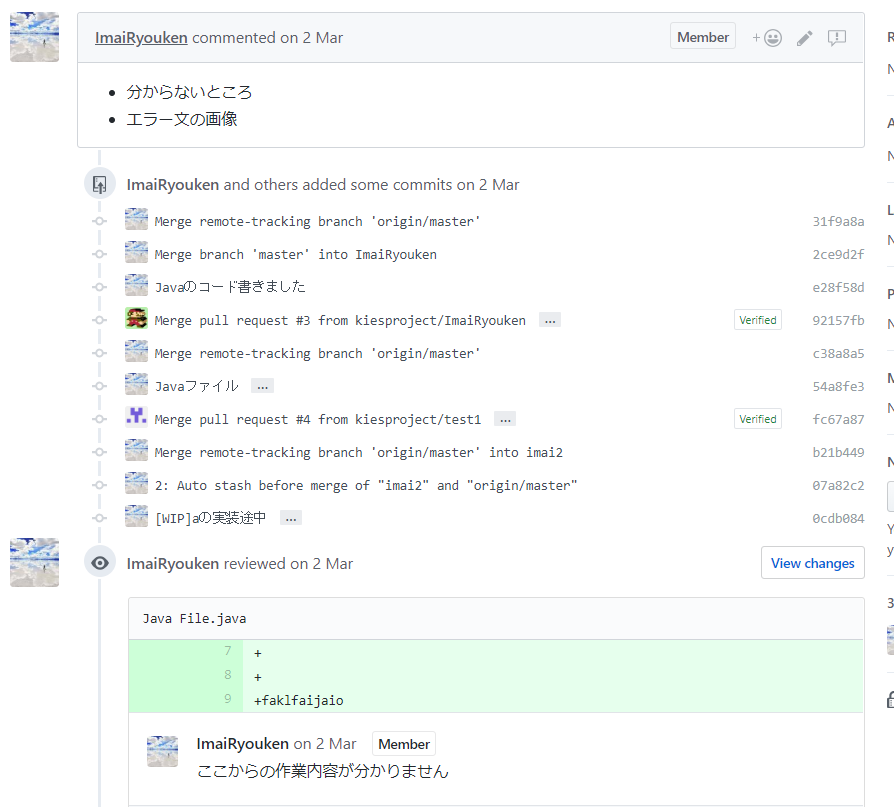 ImaiRyouken commented on 2 Mar Member
分からないところ
エラー文の画像
ImaiRyouken and others added some commits on 2 Mar
Merge remote-tracking branch 'origin/master' 31f9a8a
Merge branch 'master' into ImaiRyouken 2ce9d2f
Javaのコード書きました e28f58d
Merge pull request #3 from kiesproject/ImaiRyouken … Verified 92157fb
Merge remote-tracking branch 'origin/master' c38a8a5
Javaファイル … 54a8fe3
Merge pull request #4 from kiesproject/test1 … Verified fc67a87
Merge remote-tracking branch 'origin/master' into imai2 b21b449
2: Auto stash before merge of "imai2" and "origin/master" 07a82c2
[WIP]aの実装途中 … 0cdb084
ImaiRyouken reviewed on 2 Mar View changes
Java File.java
7 +
8 +
9 +faklfaijaio
ImaiRyouken on 2 Mar Member
ここからの作業内容が分かりません